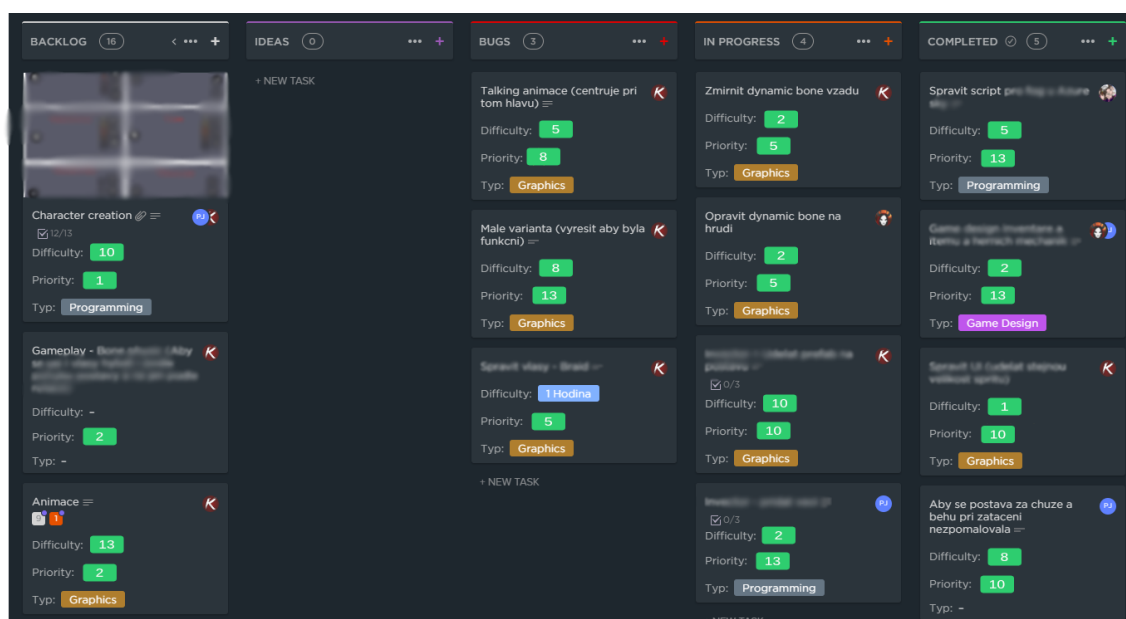 BACKLOG 16
Character creation
PJ
12/13
Difficulty: 10
Priority: 1
Typ: Programming
Gameplay -
Difficulty: -
Priority: 2
Typ: -
Animace
9 1
Difficulty: 13
Priority: 2
Typ: Graphics
IDEAS 0
+ NEW TASK
BUGS 3
Talking animace (centruje pri
tom hlavu)
Difficulty: 5
Priority: 8
Typ: Graphics
Male varianta (vyresit aby byla
funkcni)
Difficulty: 8
Priority: 13
Typ: Graphics
Spravit vlasy - Braid
Difficulty: 1 Hodina
Priority: 5
Typ: Graphics
+ NEW TASK
IN PROGRESS 4
Zmirnit dynamic bone vzadu
Difficulty: 2
Priority: 5
Typ: Graphics
Opravit dynamic bone na
hrudi
Difficulty: 2
Priority: 5
Typ: Graphics
0/3
Difficulty: 10
Priority: 10
Typ: Graphics
PJ
0/3
Difficulty: 2
Priority: 13
Typ: Programming
+ NEW TASK
COMPLETED 5
Spravit script
Difficulty: 5
Priority: 13
Typ: Programming
Difficulty: 2
Priority: 13
Typ: Game Design
Difficulty: 1
Priority: 10
Typ: Graphics
Aby se postava za chuze a
PJ
behu pri zataceni
nezpomalovala
Difficulty: 8
Priority: 10
Typ: -